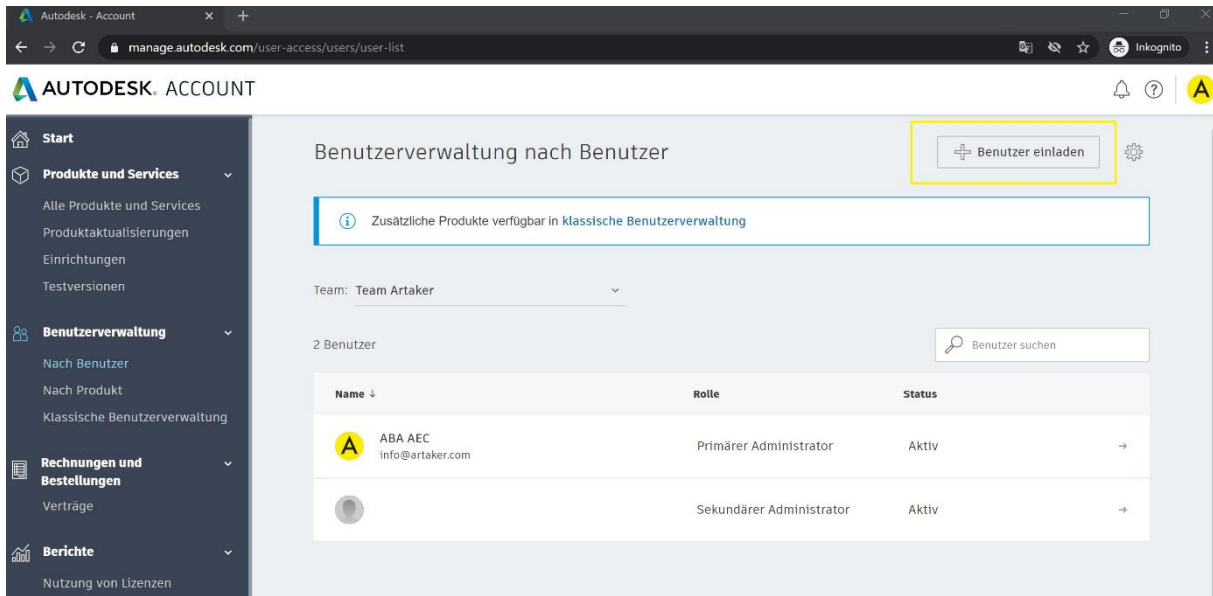 Autodesk - Account
manage.autodesk.com/user-access/users/user-list
Inkognito
AUTODESK® ACCOUNT
A
Start
Produkte und Services
Alle Produkte und Services
Produktaktualisierungen
Einrichtungen
Testversionen
Benutzerverwaltung
Nach Benutzer
Nach Produkt
Klassische Benutzerverwaltung
Rechnungen und
Bestellungen
Verträge
Berichte
Nutzung von Lizenzen
Benutzerverwaltung nach Benutzer
Benutzer einladen
Zusätzliche Produkte verfügbar in klassische Benutzerverwaltung
Team: Team Artaker
2 Benutzer
Benutzer suchen
Name ↓ Rolle Status
A
ABA AEC
info@artaker.com
Primärer Administrator Aktiv →
Sekundärer Administrator Aktiv →